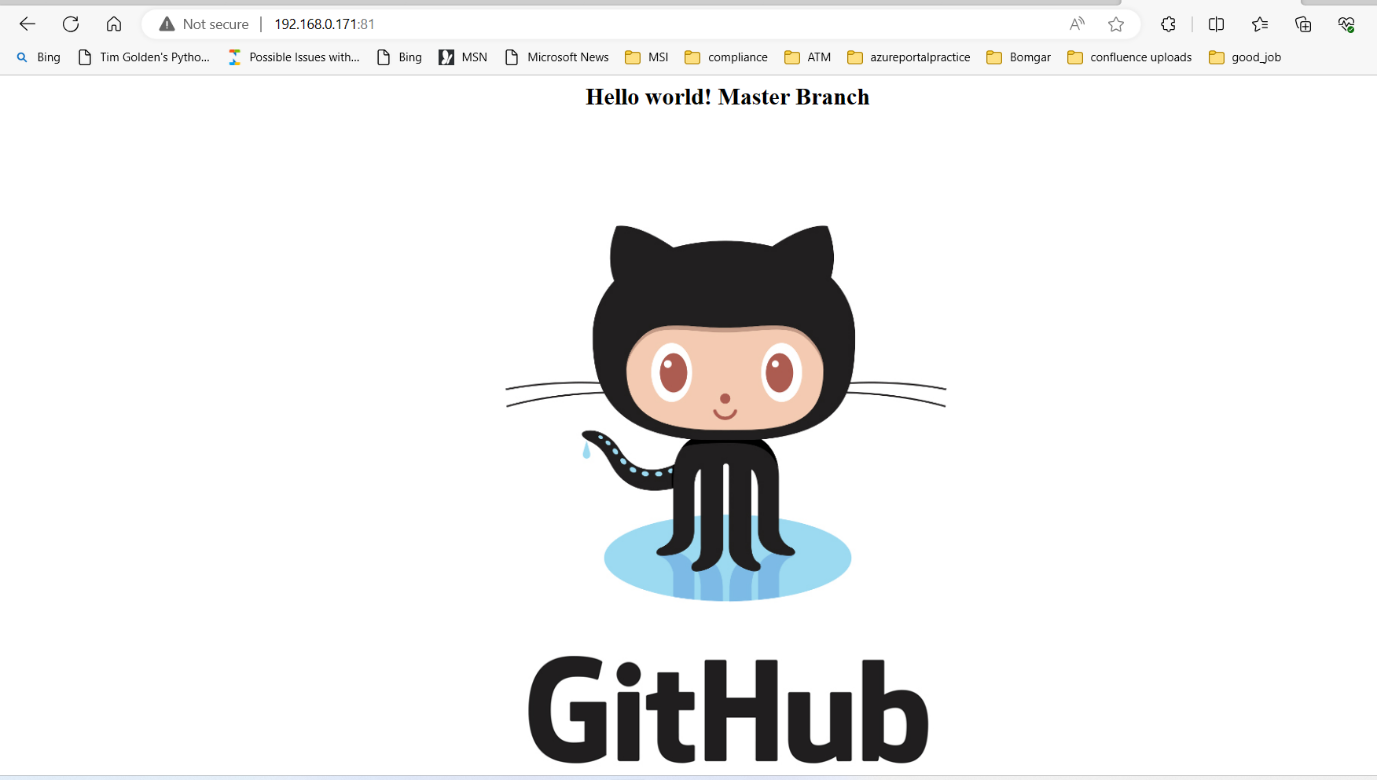 Not secure | 192.168.0.171:81
Bing Tim Golden's Pytho... Possible Issues with... Bing MSN Microsoft News MSI compliance ATM azureportalpractice Bomgar confluence uploads good_job
Hello world! Master Branch
GitHub